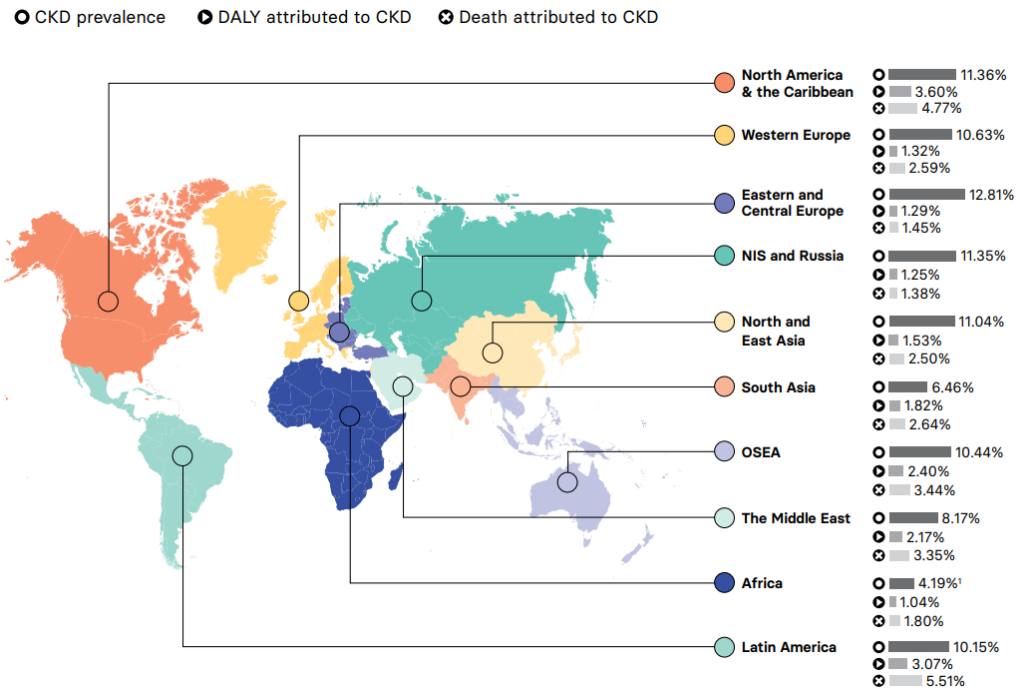 CKD prevalence DALY attributed to CKD Death attributed to CKD
North America
& the Caribbean
11.36%
3.60%
4.77%
Western Europe
10.63%
1.32%
2.59%
Eastern and
Central Europe
12.81%
1.29%
1.45%
NIS and Russia
11.35%
1.25%
1.38%
North and
East Asia
11.04%
1.53%
2.50%
South Asia
6.46%
1.82%
2.64%
OSEA
10.44%
2.40%
3.44%
The Middle East
8.17%
2.17%
3.35%
Africa
4.19%¹
1.04%
1.80%
Latin America
10.15%
3.07%
5.51%